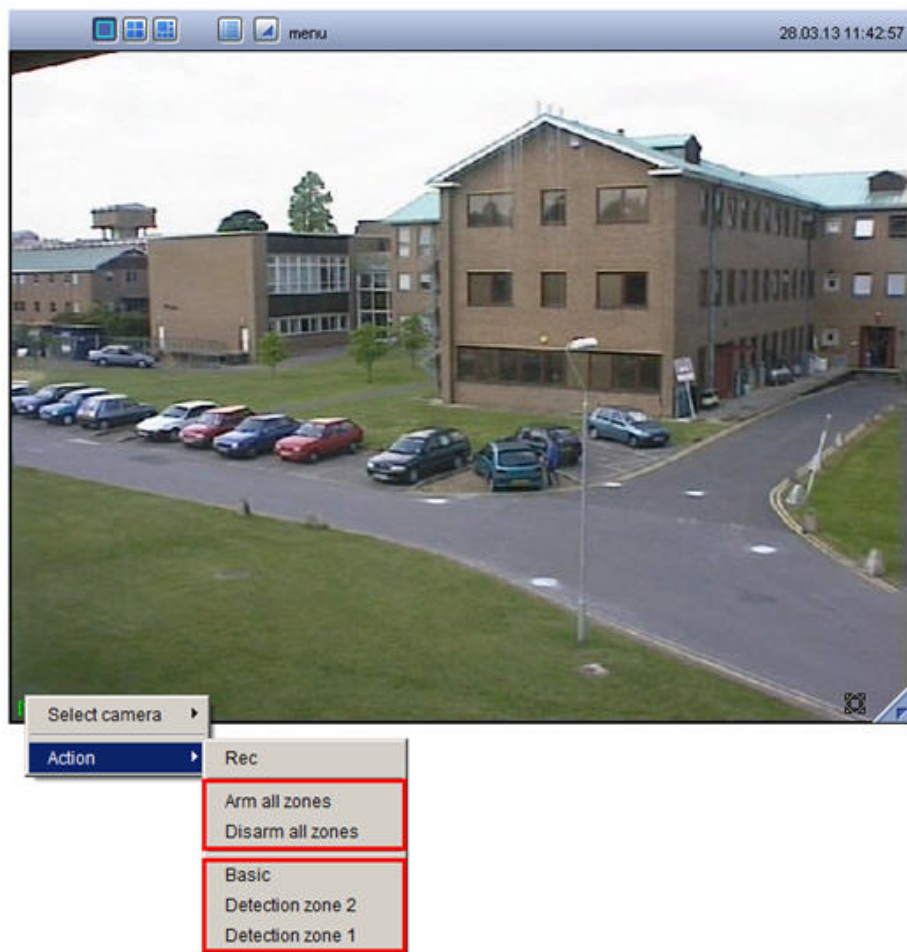 menu
28.03.13 11:42:57
Select camera
Action
Rec
Arm all zones
Disarm all zones
Basic
Detection zone 2
Detection zone 1